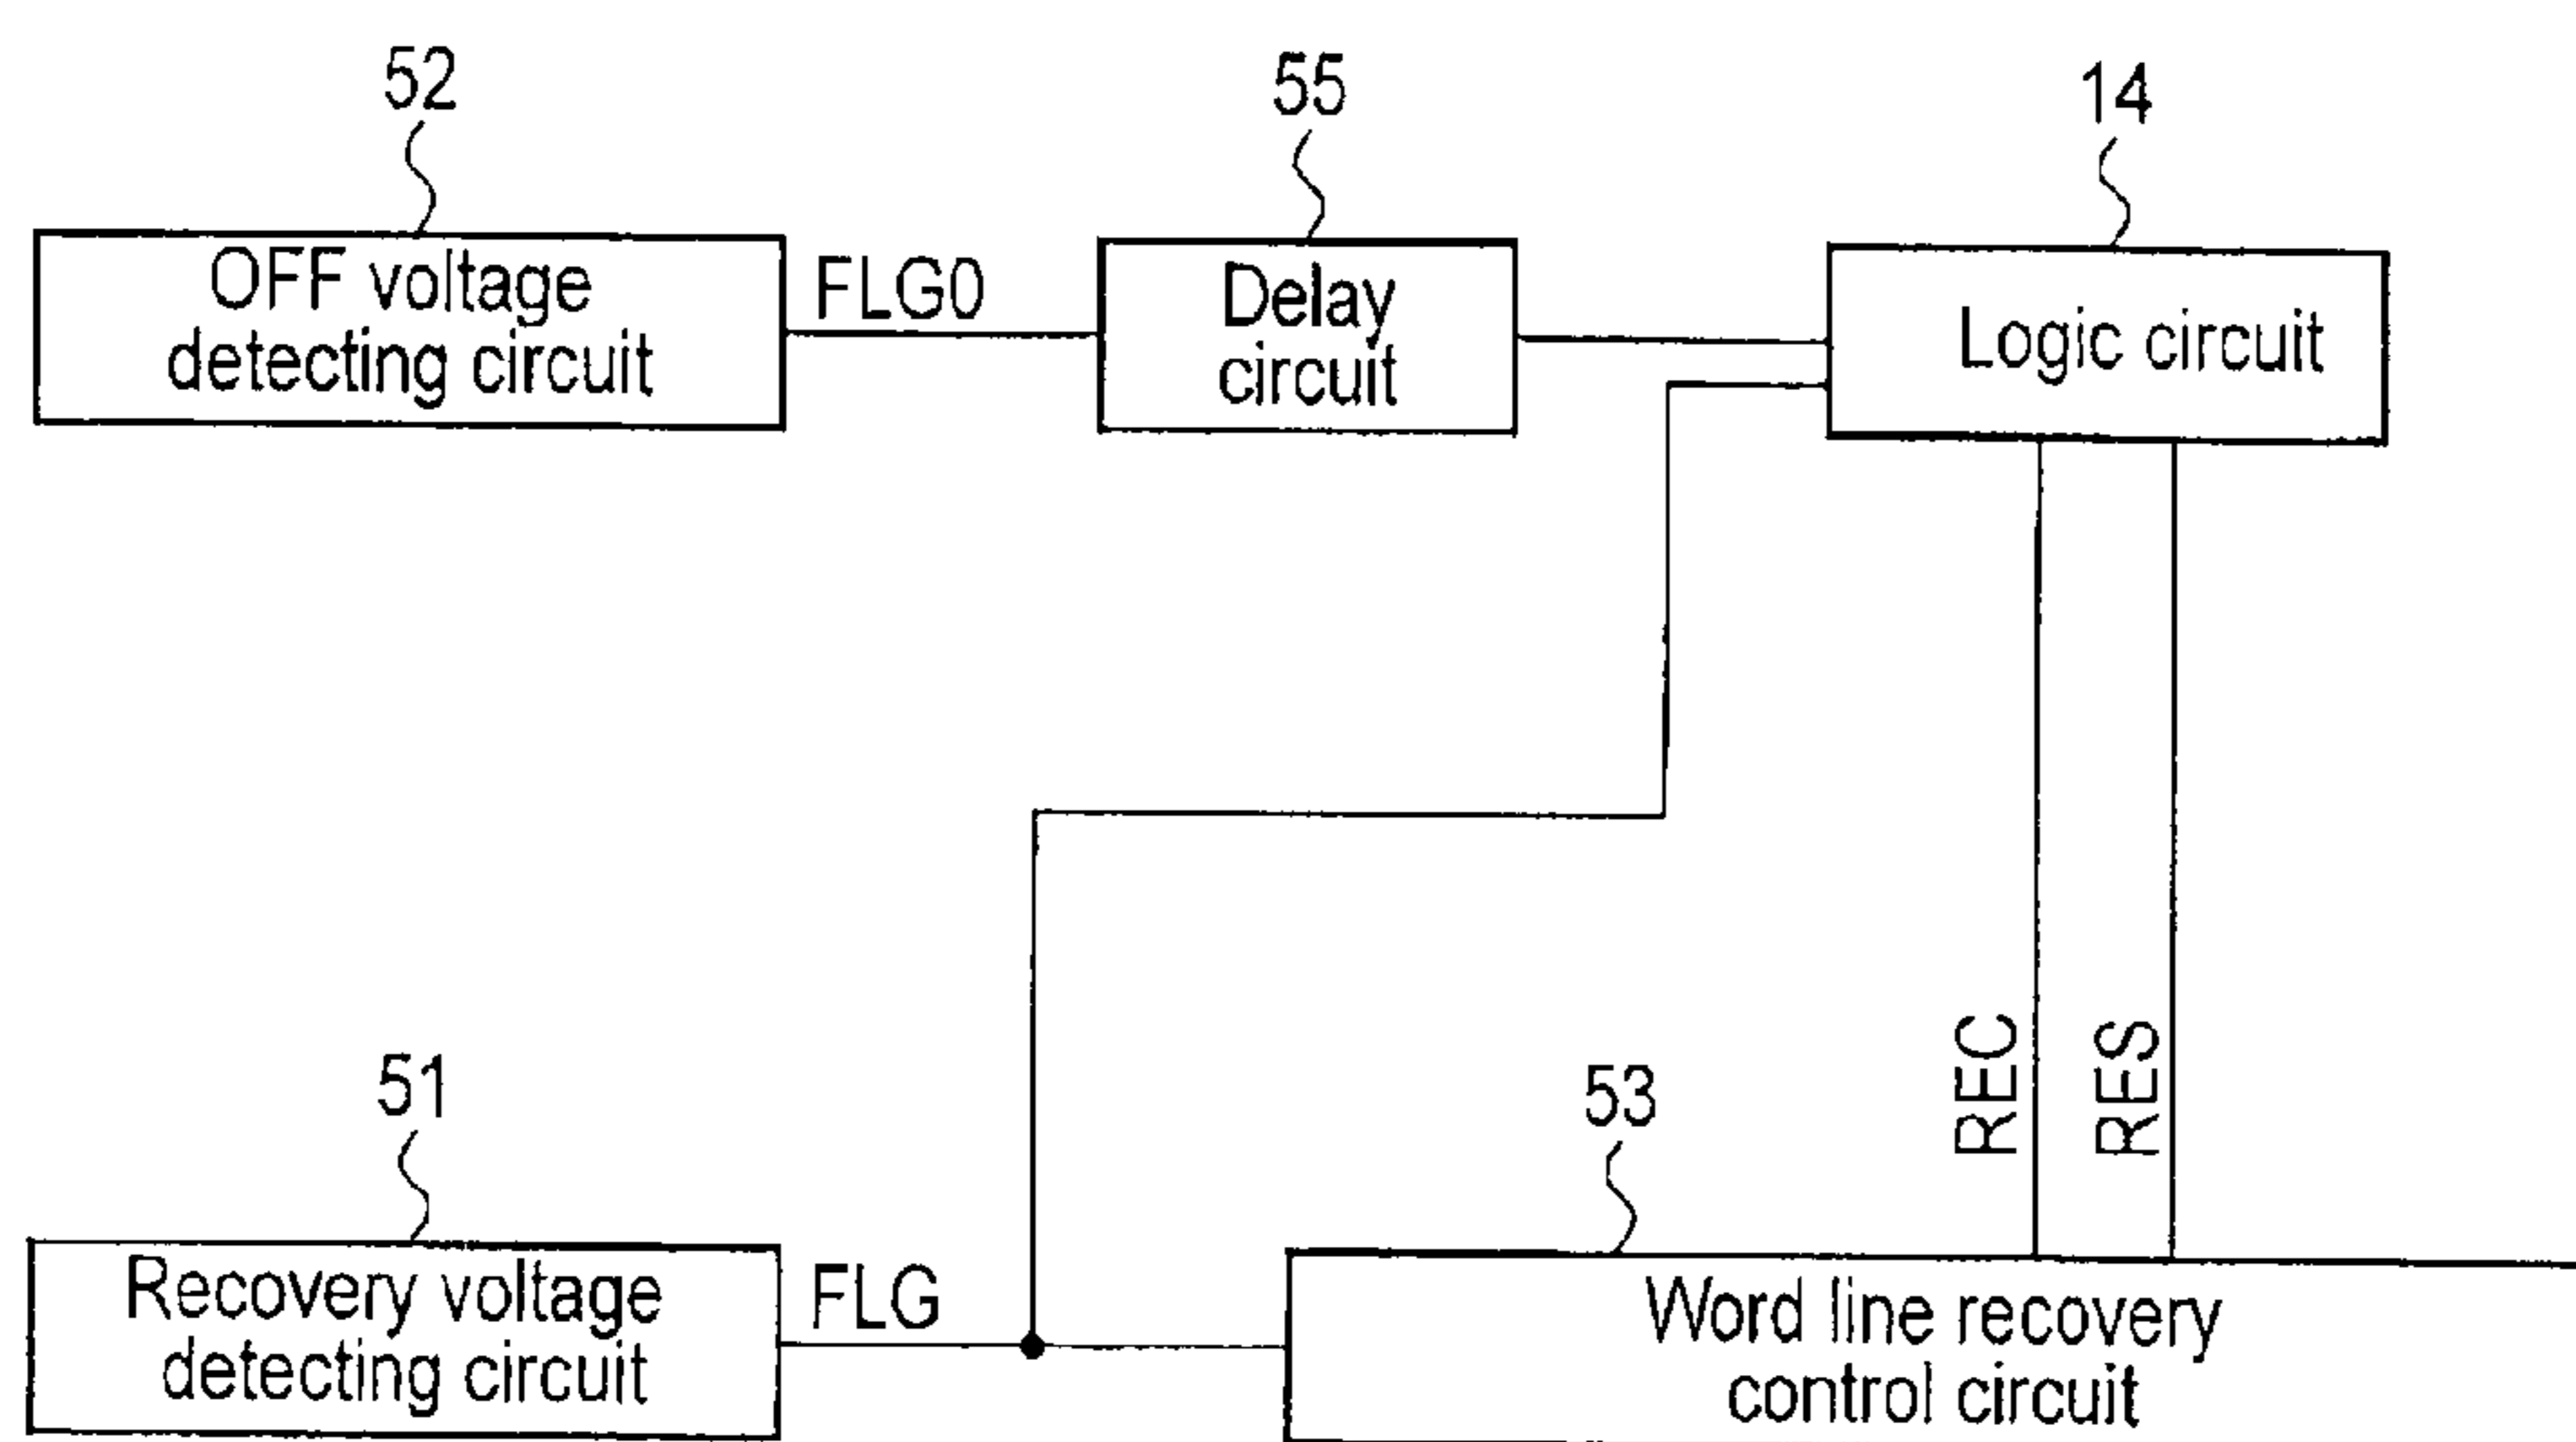 52
55
14
OFF voltage
detecting circuit
FLG0
Delay
circuit
Logic circuit
REC
RES
51
53
Recovery voltage
detecting circuit
FLG
Word line recovery
control circuit